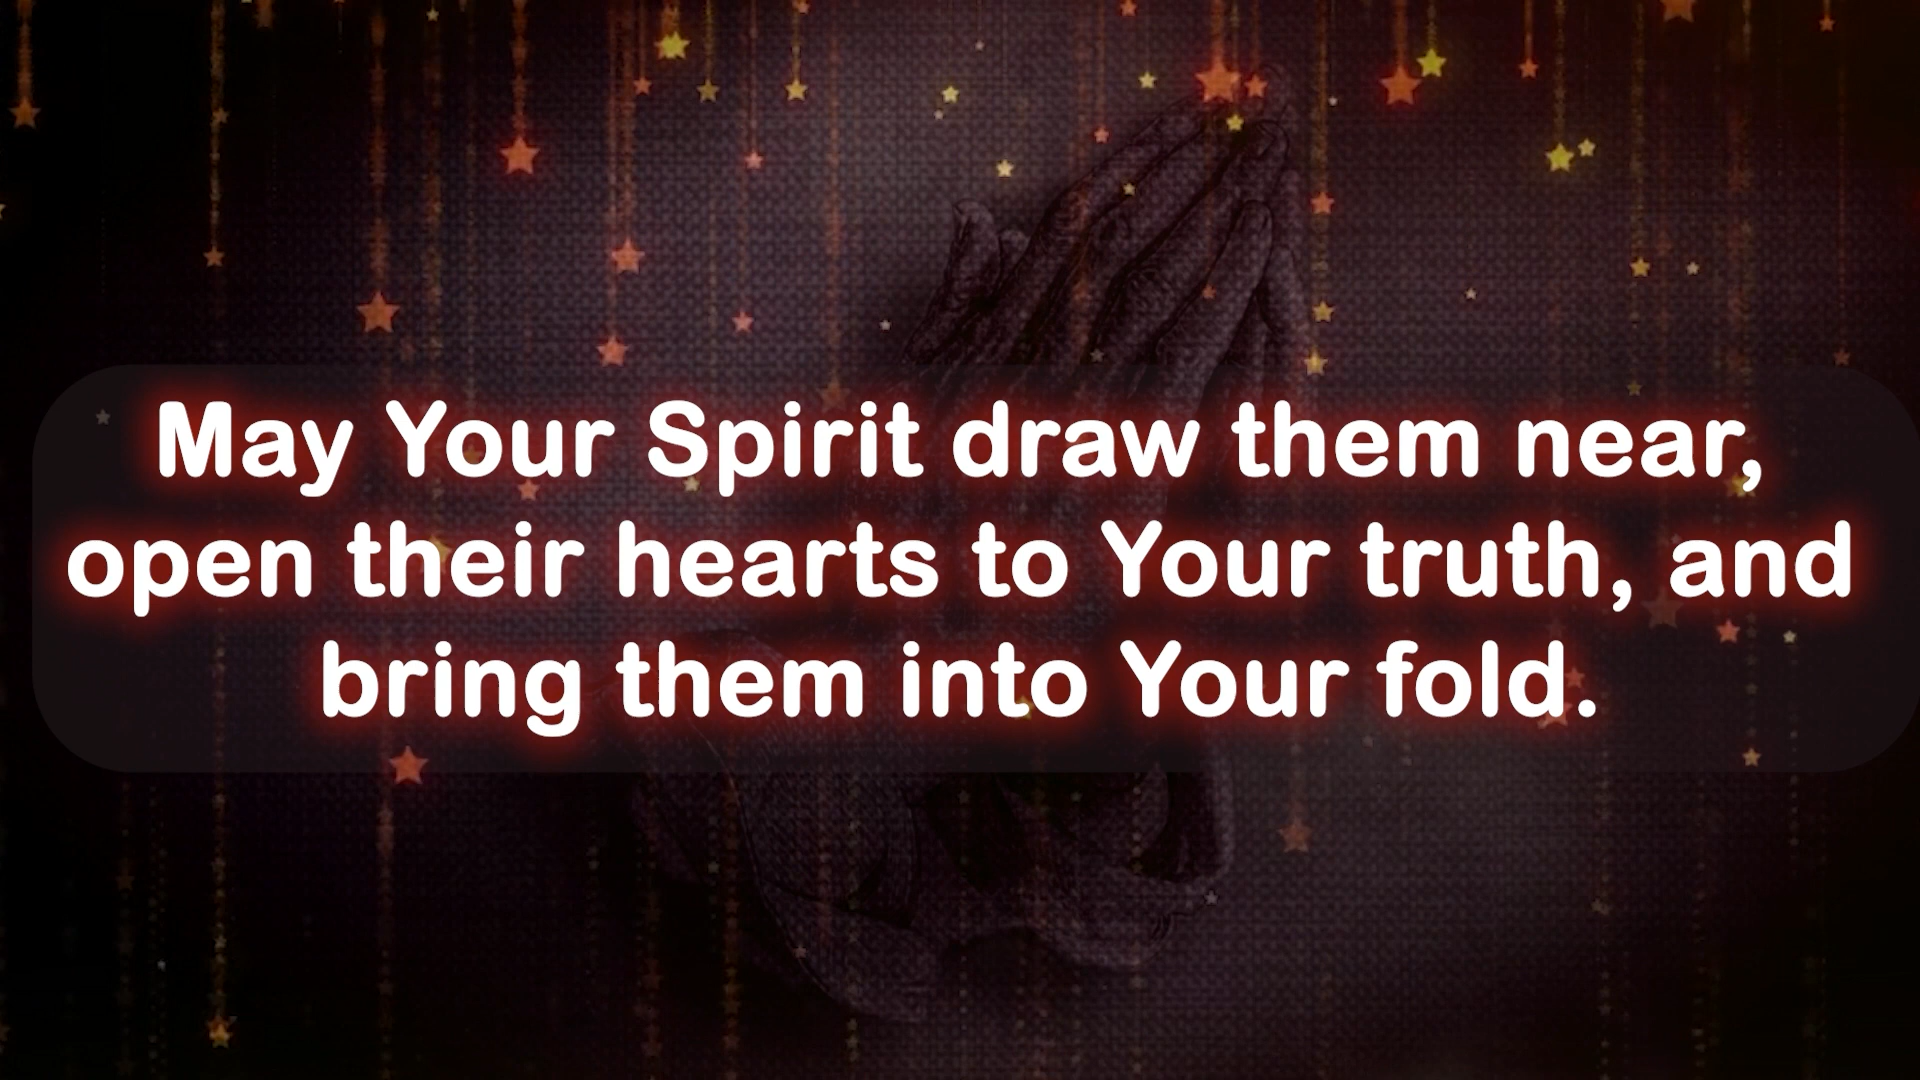 May Your Spirit draw them near,
open their hearts to Your truth, and
bring them into Your fold.